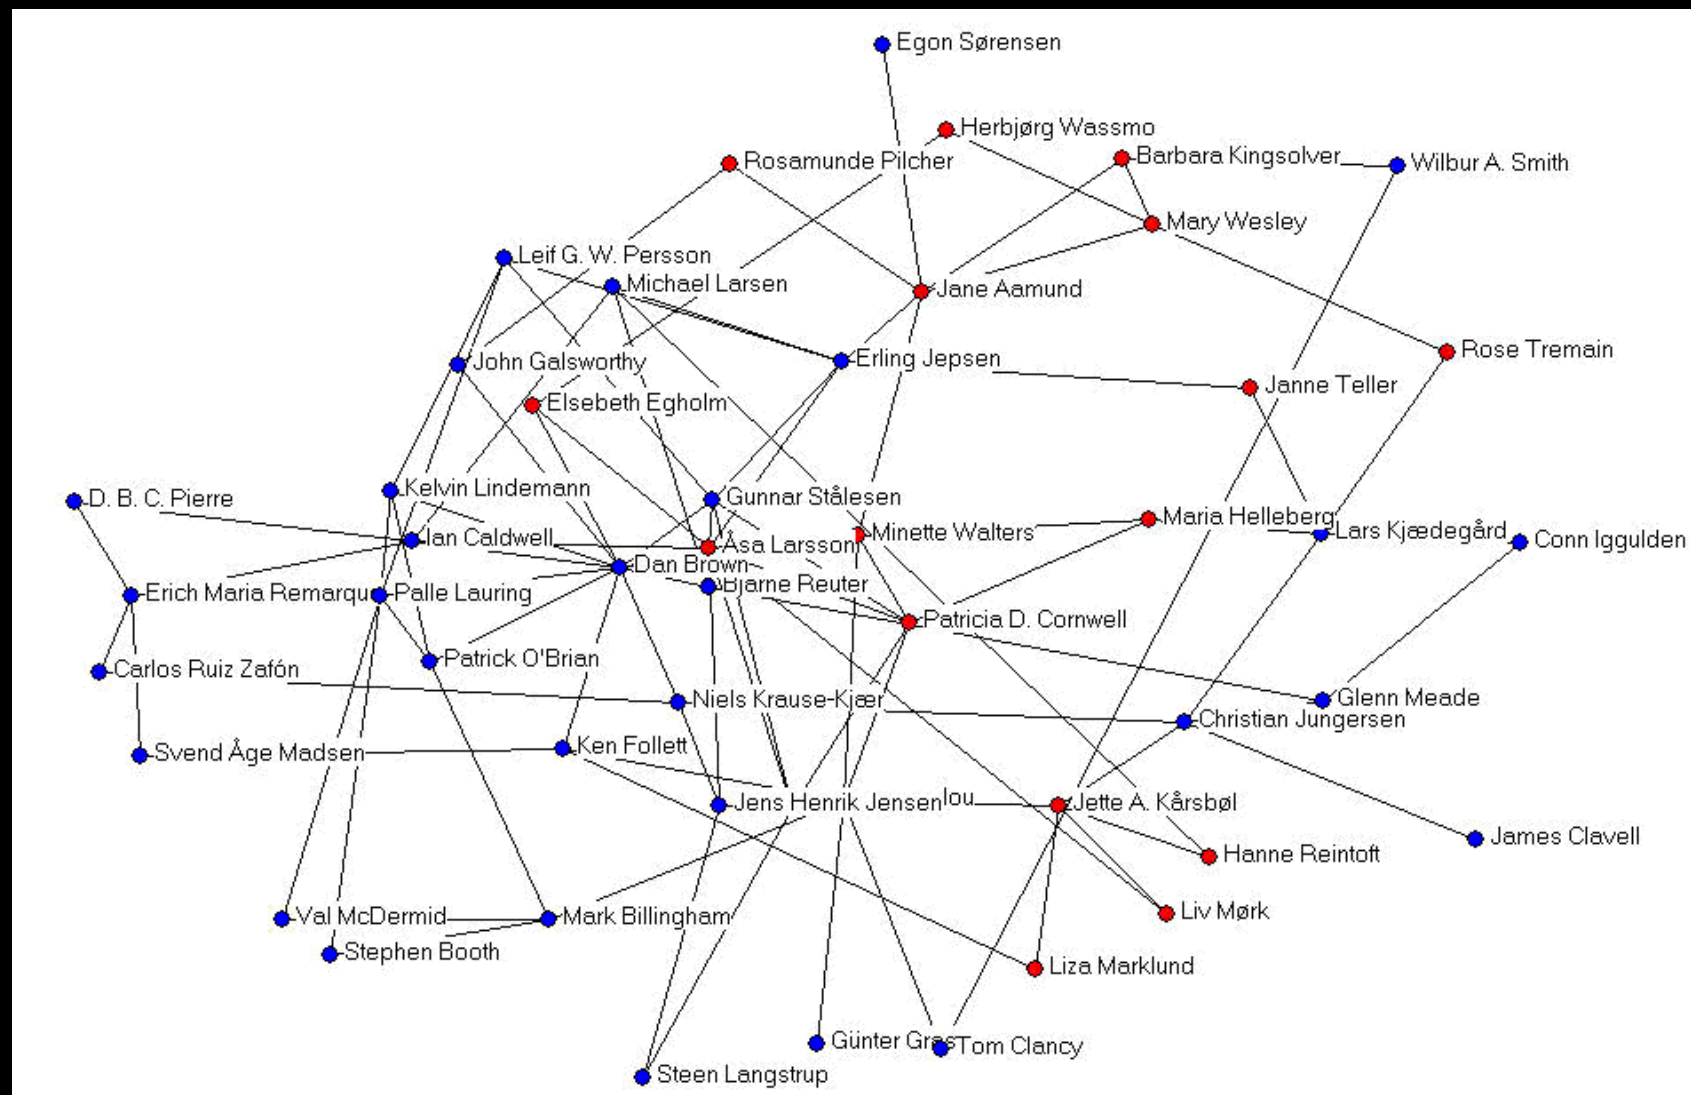 Egon Sørensen
Herbjørg Wassmo
Barbara Kingsolver
Rosamunde Pilcher
Wilbur A. Smith
Mary Wesley
Leif G. W. Persson
Michael Larsen
Jane Aamund
Rose Tremain
John Galsworthy
Erling Jepsen
Janne Teller
Elsebeth Egholm
Kelvin Lindemann
D. B. C. Pierre
Gunnar Stålesen
Maria Helleberg
Ian Caldwell
Åsa Larsson
Minette Walters
Lars Kjædegård
Conn Iggulden
Dan Brown
Bjarne Reuter
Erich Maria Remarqu
Palle Lauring
Patricia D. Cornwell
Patrick O'Brian
Carlos Ruiz Zafón
Niels Krause-Kjær
Glenn Meade
Christian Jungersen
Svend Åge Madsen
Ken Follett
Jens Henrik Jensen
lou
Jette A. Kårsbøl
James Clavell
Hanne Reintoft
Val McDermid
Mark Billingham
Liv Mørk
Stephen Booth
Liza Marklund
Günter Gras
Tom Clancy
Steen Langstrup